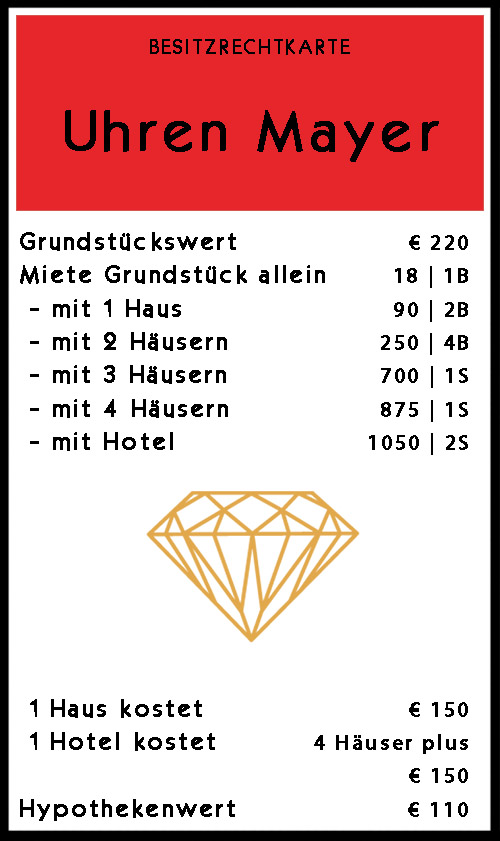 BESITZRECHTKARTE
Uhren Mayer
Grundstückswert € 220
Miete Grundstück allein 18 | 1B
- mit 1 Haus 90 | 2B
- mit 2 Häusern 250 | 4B
- mit 3 Häusern 700 | 1S
- mit 4 Häusern 875 | 1S
- mit Hotel 1050 | 2S
1 Haus kostet € 150
1 Hotel kostet 4 Häuser plus
€ 150
Hypothekenwert € 110